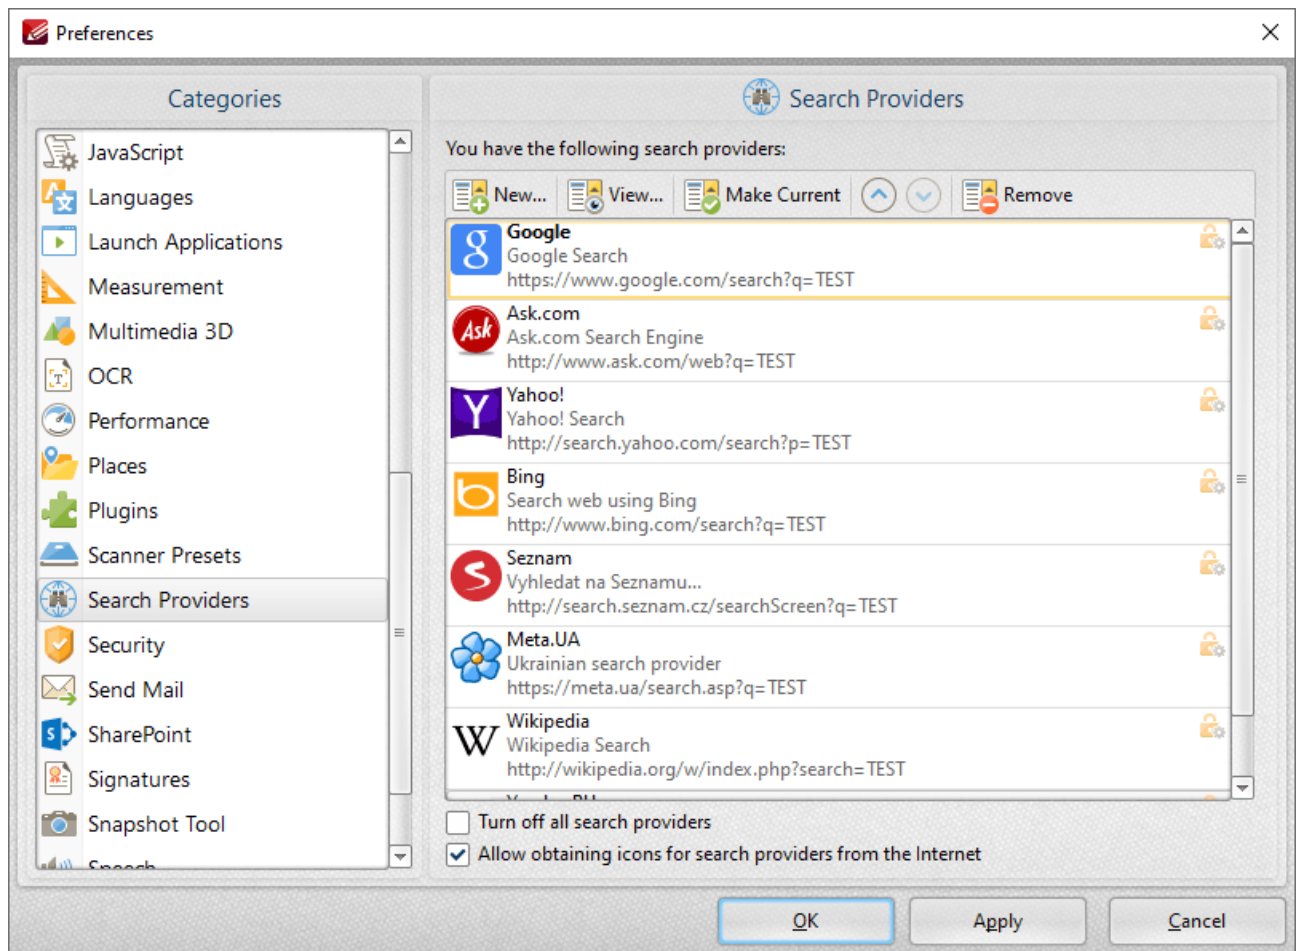 Preferences
Categories
JavaScript
Languages
Launch Applications
Measurement
Multimedia 3D
OCR
Performance
Places
Plugins
Scanner Presets
Search Providers
Security
Send Mail
SharePoint
Signatures
Snapshot Tool
Speech
Search Providers
You have the following search providers:
New... View... Make Current Remove
Google
Google Search
https://www.google.com/search?q=TEST
Ask
Ask.com
Ask.com Search Engine
http://www.ask.com/web?q=TEST
Yahoo!
Yahoo! Search
http://search.yahoo.com/search?p=TEST
Bing
Search web using Bing
http://www.bing.com/search?q=TEST
Seznam
Vyhledat na Seznamu...
http://search.seznam.cz/searchScreen?q=TEST
Meta.UA
Ukrainian search provider
https://meta.ua/search.asp?q=TEST
Wikipedia
Wikipedia Search
http://wikipedia.org/w/index.php?search=TEST
Turn off all search providers
Allow obtaining icons for search providers from the Internet
OK Apply Cancel